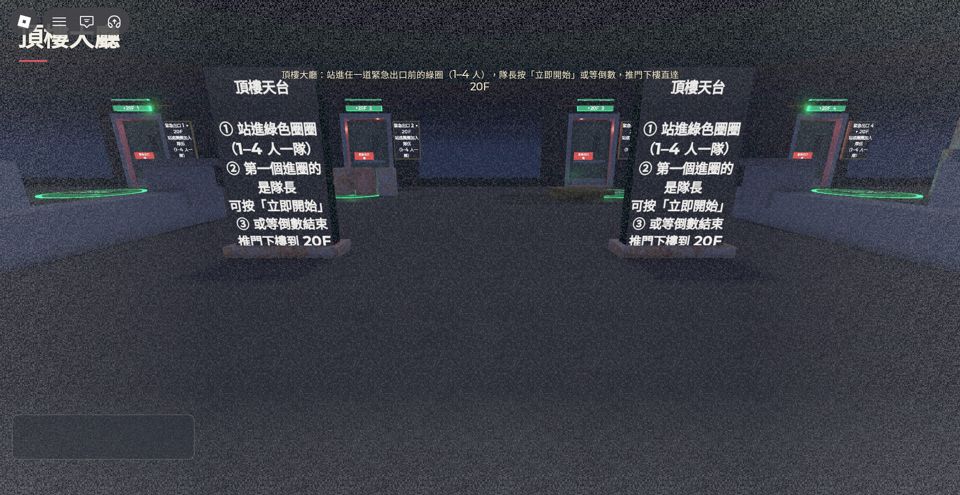 頂樓大廳
頂樓大廳：站進任一道緊急出口前的綠圈（1–4 人），隊長按「立即開始」或等倒數，推門下樓直達
20F
頂樓天台
① 站進綠色圈圈
（1–4 人一隊）
② 第一個進圈的
是隊長
可按「立即開始」
③ 或等倒數結束
推門下樓到 20F
頂樓天台
① 站進綠色圈圈
（1–4 人一隊）
② 第一個進圈的
是隊長
可按「立即開始」
③ 或等倒數結束
推門下樓到 20F